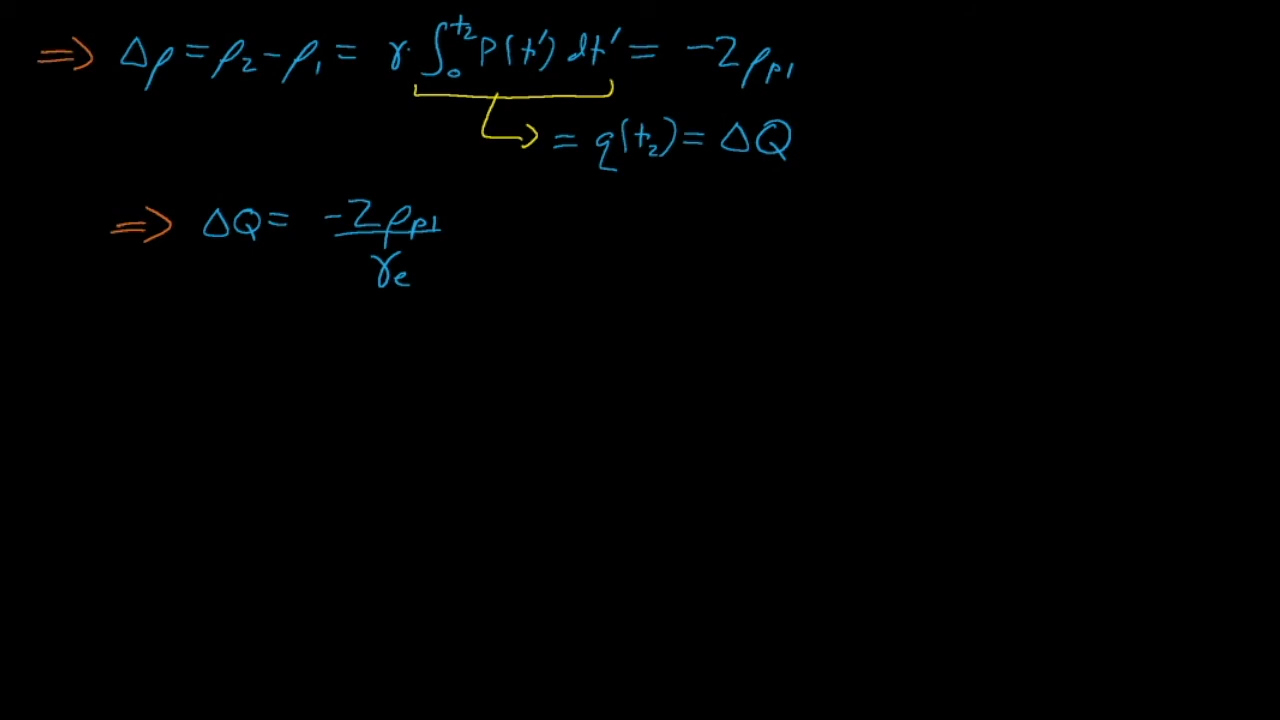 ⇒ Δρ = ρ₂ - ρ₁ = γ · ∫₀^t₂ P(t′) dt′ = -2ρ_p1
= q(t₂) = ΔQ
⇒ ΔQ = -2ρ_p1 / γ_e